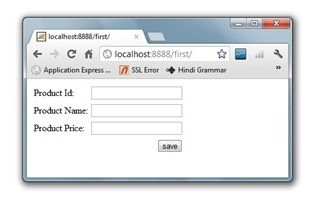 localhost:8888/first/
localhost:8888/first/
Application Express ... SSL Error Hindi Grammar »
Product Id:
Product Name:
Product Price:
save